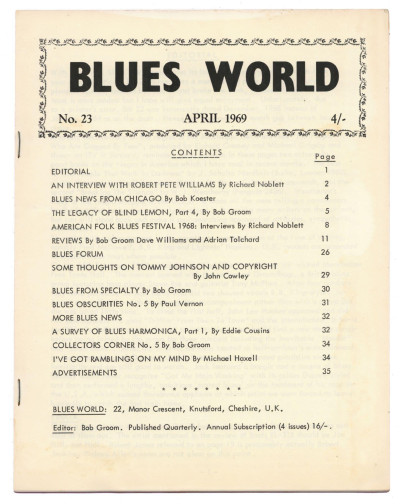 BLUES WORLD
No. 23 APRIL 1969 4/-
CONTENTS Page
EDITORIAL 1
AN INTERVIEW WITH ROBERT PETE WILLIAMS By Richard Noblett 2
BLUES NEWS FROM CHICAGO By Bob Koester 4
THE LEGACY OF BLIND LEMON, Part 4, By Bob Groom 5
AMERICAN FOLK BLUES FESTIVAL 1968: Interviews By Richard Noblett 8
REVIEWS By Bob Groom Dave Williams and Adrian Tolchard 11
BLUES FORUM 26
SOME THOUGHTS ON TOMMY JOHNSON AND COPYRIGHT
By John Cowley 29
BLUES FROM SPECIALTY By Bob Groom 30
BLUES OBSCURITIES No. 5 By Paul Vernon 31
MORE BLUES NEWS 32
A SURVEY OF BLUES HARMONICA, Part 1, By Eddie Cousins 32
COLLECTORS CORNER No. 5 By Bob Groom 34
I'VE GOT RAMBLINGS ON MY MIND By Michael Haxell 34
ADVERTISEMENTS 35
* * * * * * * *
BLUES WORLD: 22, Manor Crescent, Knutsford, Cheshire, U.K.
Editor: Bob Groom. Published Quarterly. Annual Subscription (4 issues) 16/-.